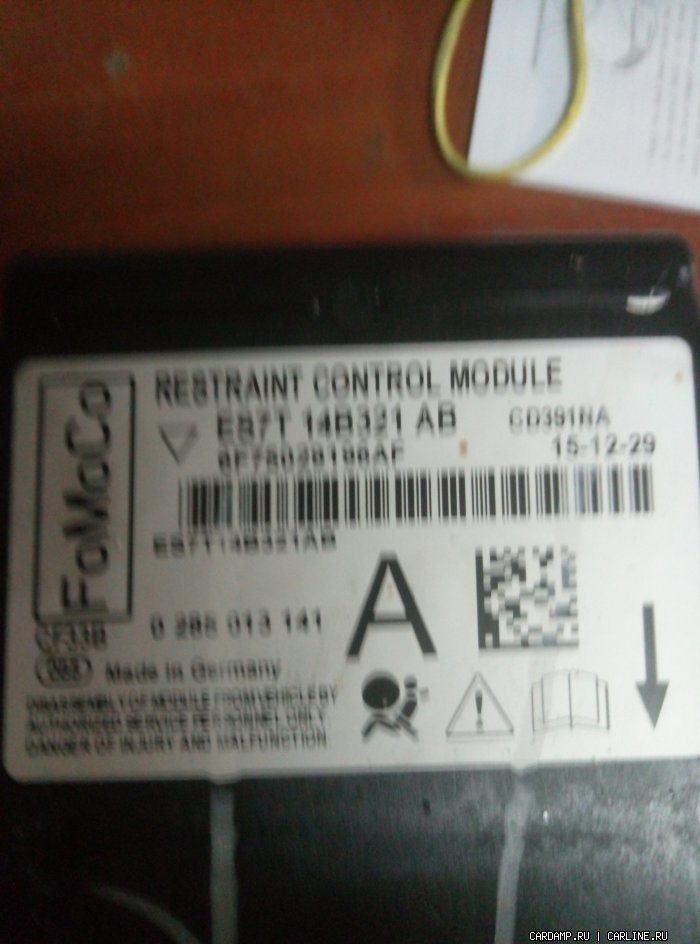 RESTRAINT CONTROL MODULE
FoMoCo
ES7T 14B321 AB
CD391NA
15-12-29
ES7T14B321AB
0 285 013 141
A
Made in Germany
DISASSEMBLY OF MODULE FROM VEHICLE BY
AUTHORIZED SERVICE PERSONNEL ONLY.
DANGER OF INJURY AND MALFUNCTION.
CARDAMP.RU | CARLINE.RU